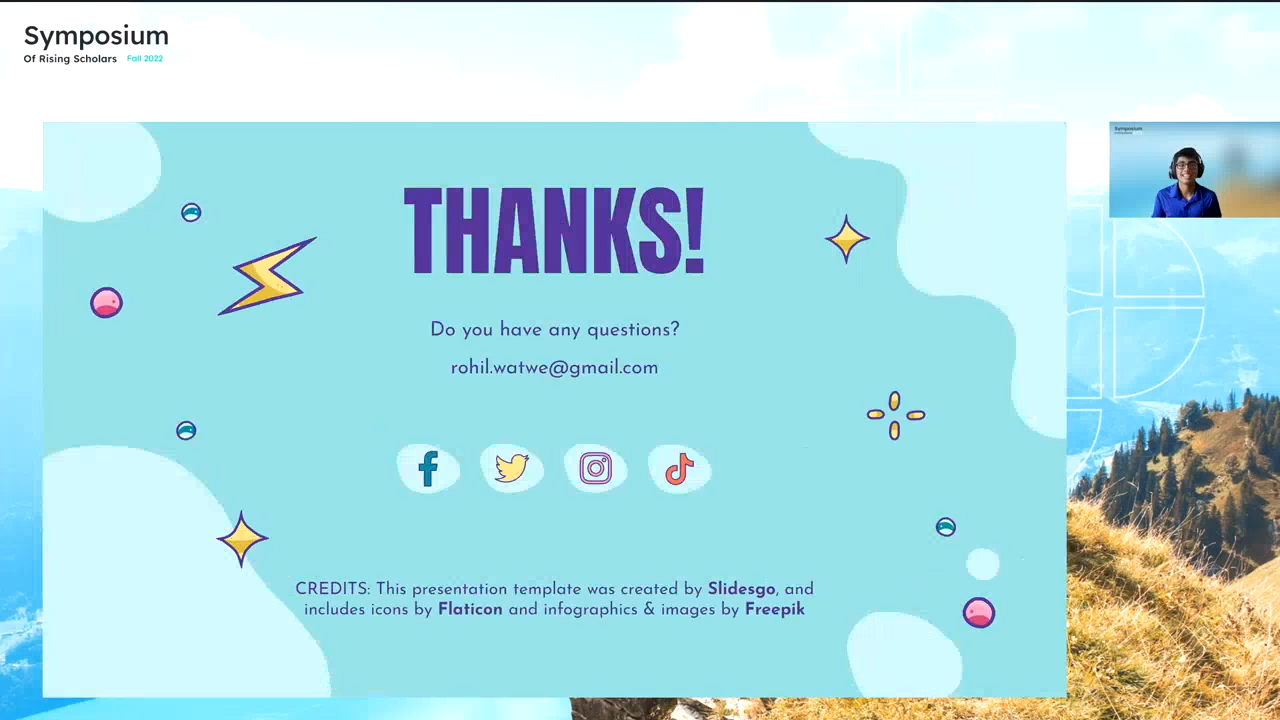 Symposium
Of Rising Scholars Fall 2022
Symposium
THANKS!
Do you have any questions?
rohil.watwe@gmail.com
CREDITS: This presentation template was created by Slidesgo, and
includes icons by Flaticon and infographics & images by Freepik